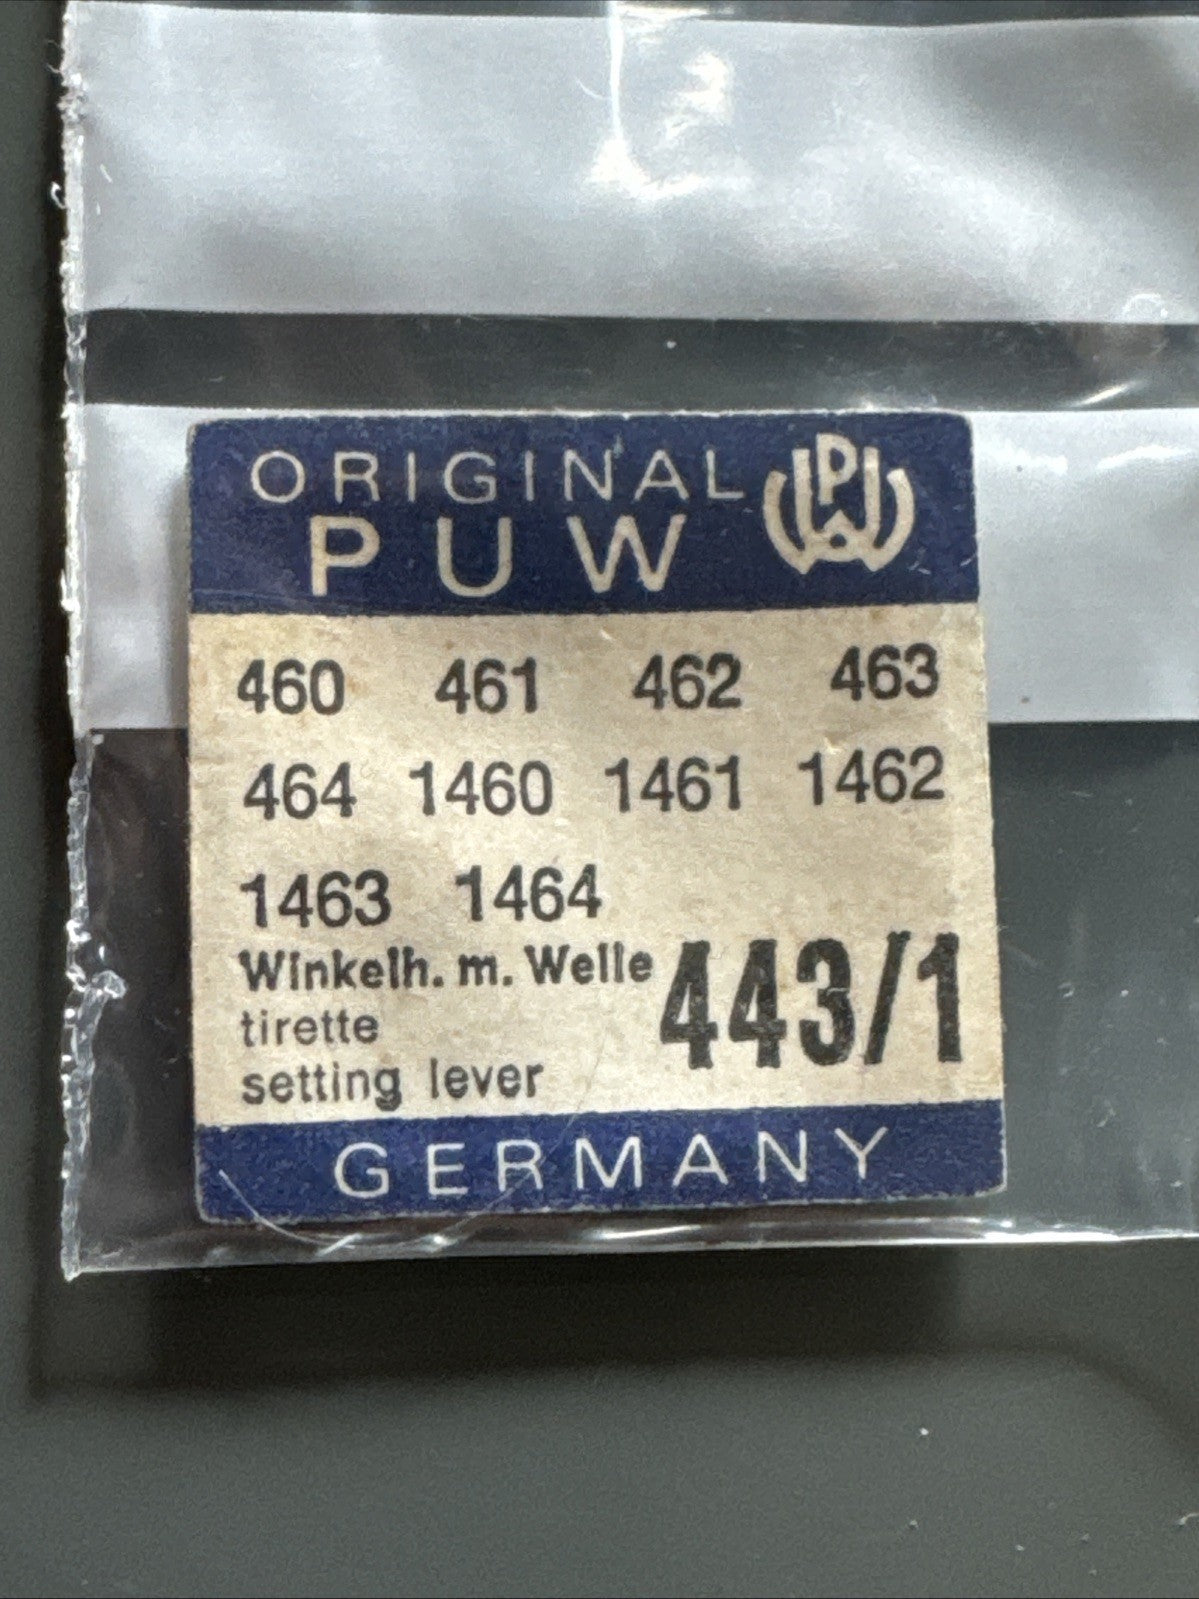 ORIGINAL
PUW
PUW
460 461 462 463
464 1460 1461 1462
1463 1464
Winkelh. m. Welle
443/1
tirette
setting lever
GERMANY